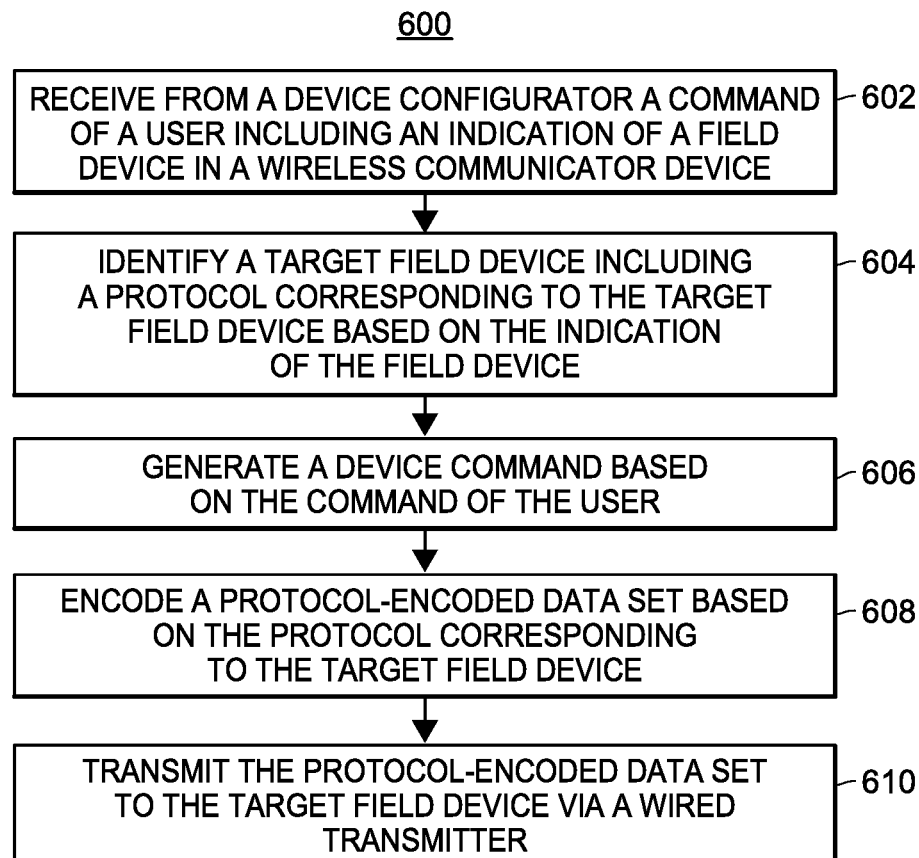 600
RECEIVE FROM A DEVICE CONFIGURATOR A COMMAND
OF A USER INCLUDING AN INDICATION OF A FIELD
DEVICE IN A WIRELESS COMMUNICATOR DEVICE
602
IDENTIFY A TARGET FIELD DEVICE INCLUDING
A PROTOCOL CORRESPONDING TO THE TARGET
FIELD DEVICE BASED ON THE INDICATION
OF THE FIELD DEVICE
604
GENERATE A DEVICE COMMAND BASED
ON THE COMMAND OF THE USER
606
ENCODE A PROTOCOL-ENCODED DATA SET BASED
ON THE PROTOCOL CORRESPONDING
TO THE TARGET FIELD DEVICE
608
TRANSMIT THE PROTOCOL-ENCODED DATA SET
TO THE TARGET FIELD DEVICE VIA A WIRED
TRANSMITTER
610